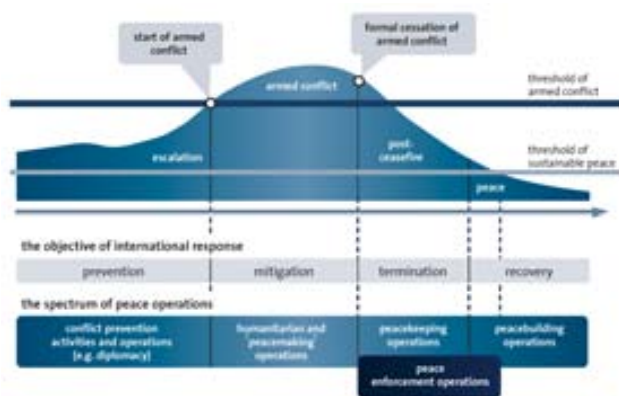 start of armed
conflict
formal cessation of
armed conflict
armed conflict
threshold of
armed conflict
escalation
post-
ceasefire
threshold of
sustainable peace
peace
the objective of international response
prevention
mitigation
termination
recovery
the spectrum of peace operations
conflict prevention
activities and operations
(e.g. diplomacy)
humanitarian and
'peacemaking'
operations
peacekeeping
operations
peacebuilding
operations
peace
enforcement operations